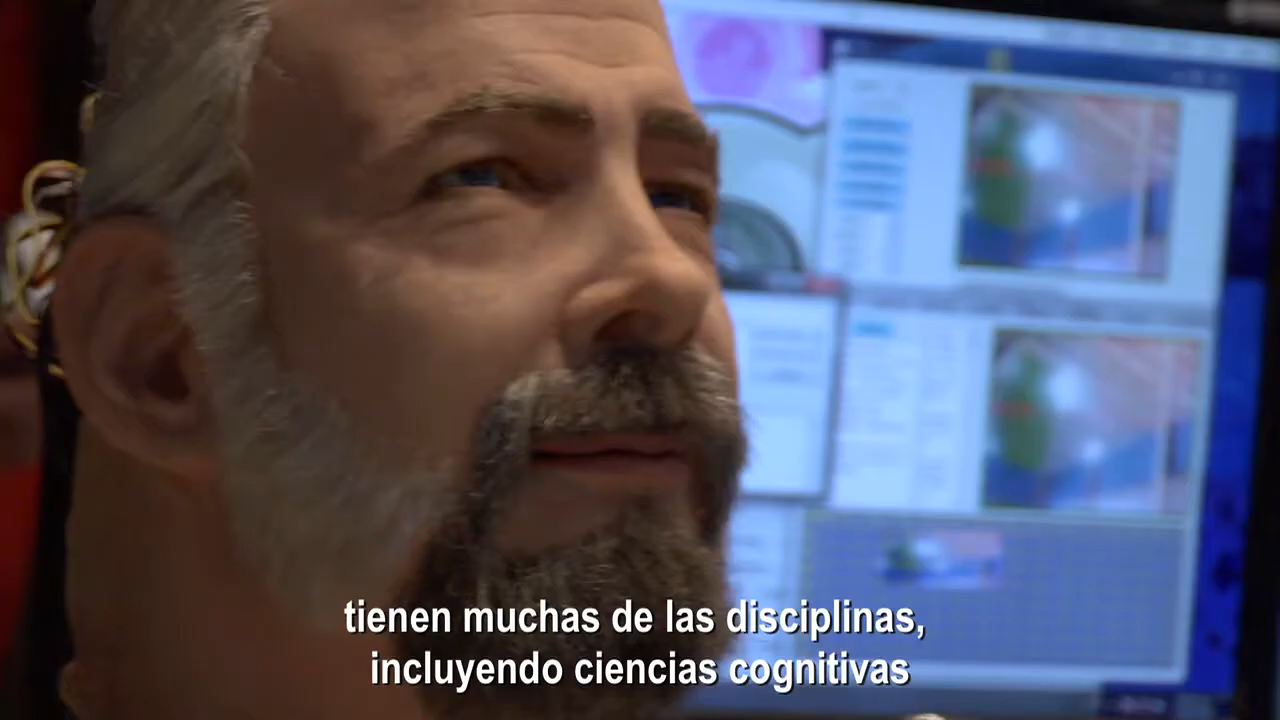 tienen muchas de las disciplinas,
incluyendo ciencias cognitivas